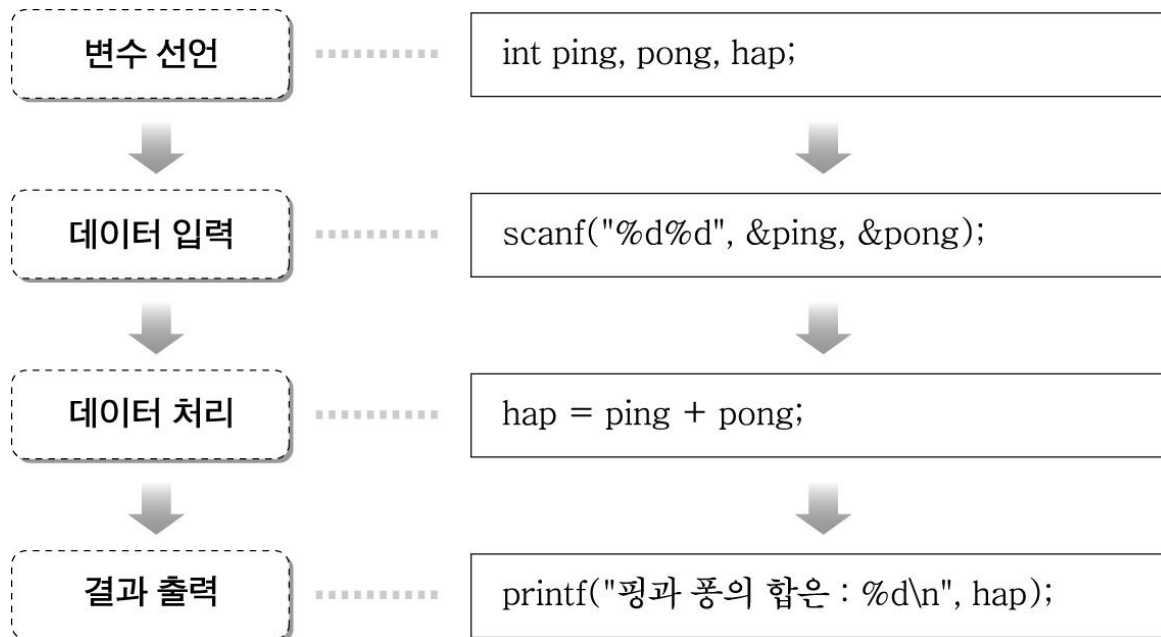 변수 선언
int ping, pong, hap;
데이터 입력
scanf("%d%d", &ping, &pong);
데이터 처리
hap = ping + pong;
결과 출력
printf("핑과 퐁의 합은 : %d\n", hap);